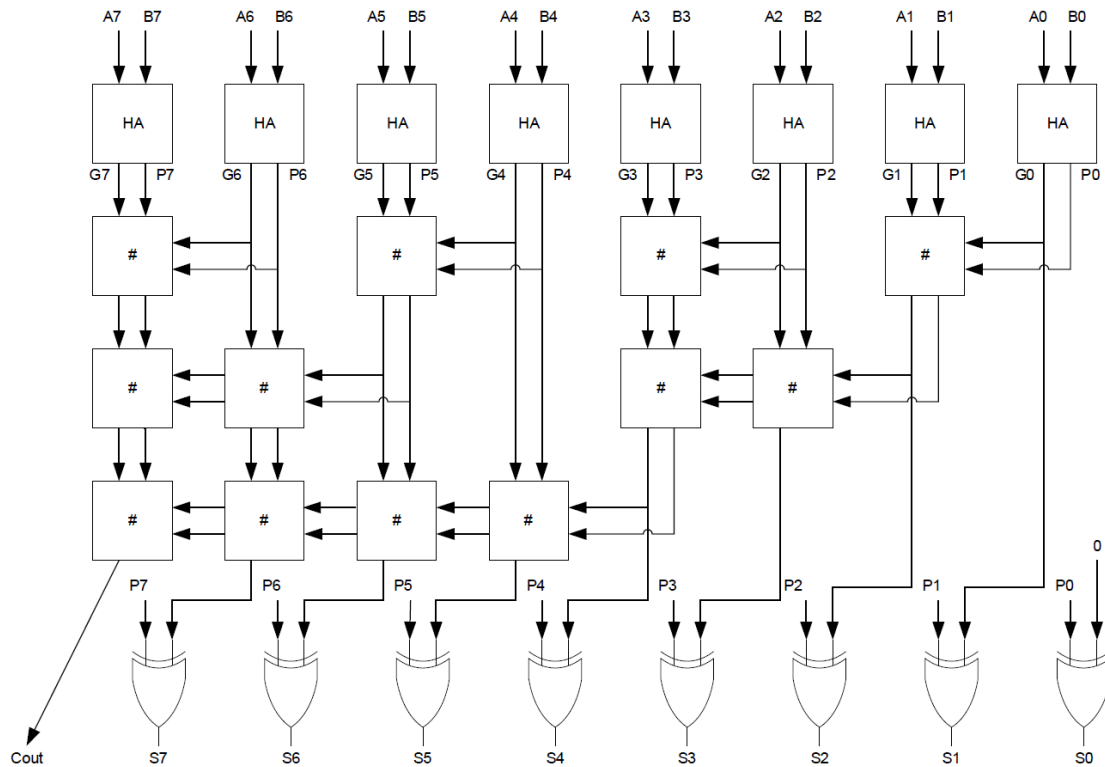 A7 B7 A6 B6 A5 B5 A4 B4 A3 B3 A2 B2 A1 B1 A0 B0
HA HA HA HA HA HA HA HA
G7 P7 G6 P6 G5 P5 G4 P4 G3 P3 G2 P2 G1 P1 G0 P0
# # # #
# # # #
# # # #
0
P7 P6 P5 P4 P3 P2 P1 P0
Cout S7 S6 S5 S4 S3 S2 S1 S0